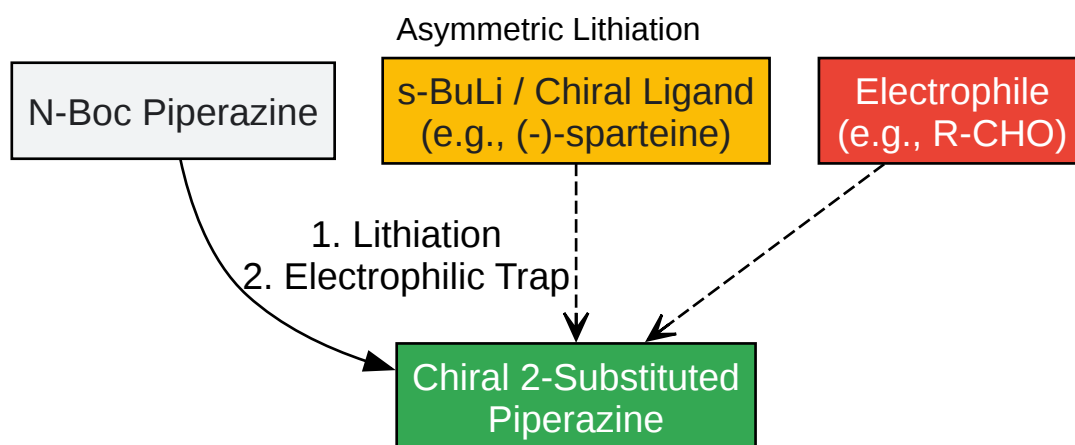 Asymmetric Lithiation
N-Boc Piperazine
s-BuLi / Chiral Ligand
(e.g., (-)-sparteine)
Electrophile
(e.g., R-CHO)
1. Lithiation
2. Electrophilic Trap
Chiral 2-Substituted
Piperazine